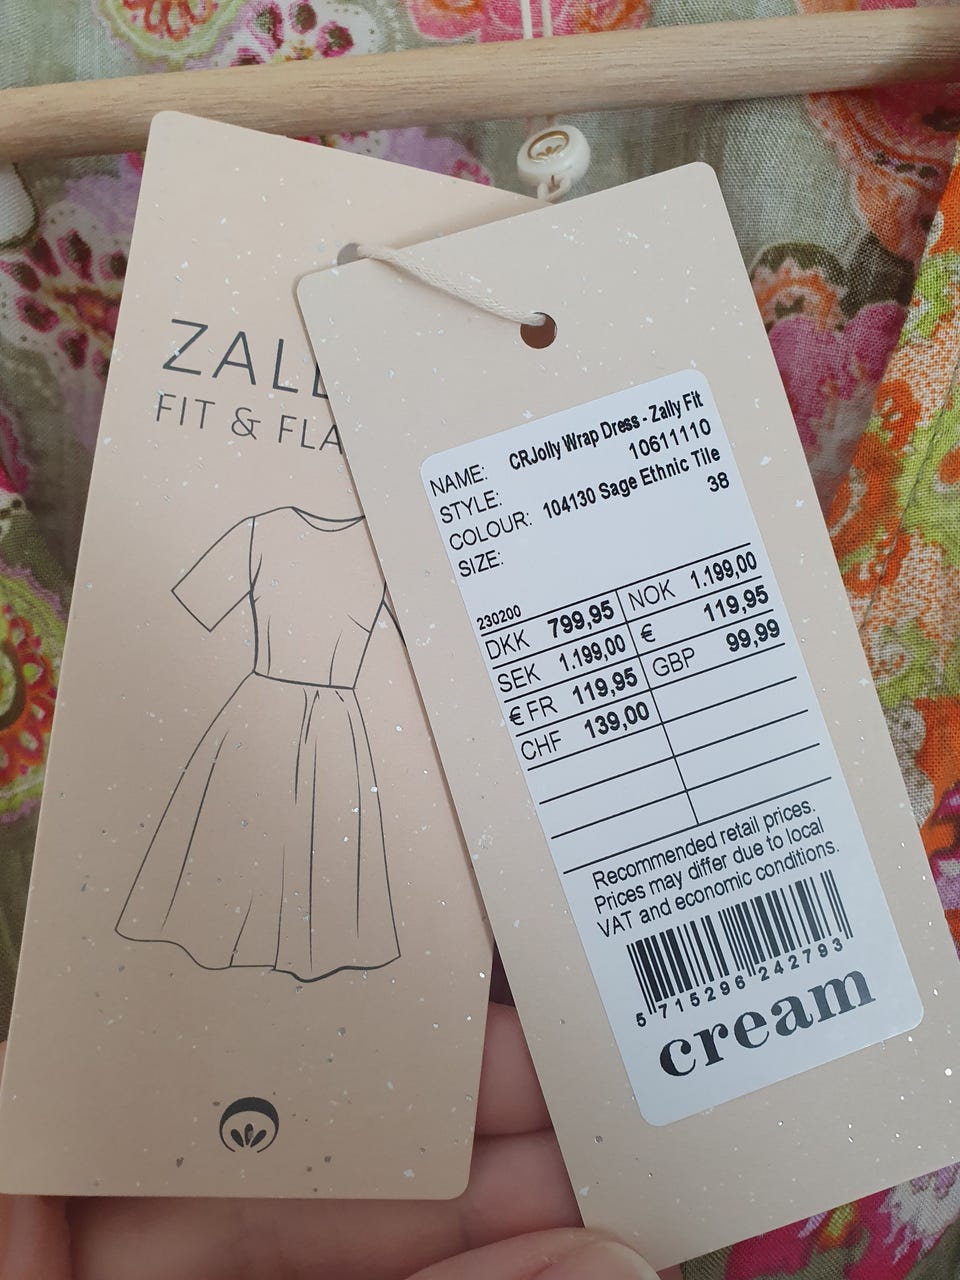 ZALL
FIT & FLA
NAME: CRJolly Wrap Dress - Zally Fit
STYLE: 10611110
COLOUR: 104130 Sage Ethnic Tile
SIZE: 38
230200
DKK 799,95 NOK 1.199,00
SEK 1.199,00 € 119,95
€ FR 119,95 GBP 99,99
CHF 139,00
Recommended retail prices.
Prices may differ due to local
VAT and economic conditions.
5 715296 242793
cream